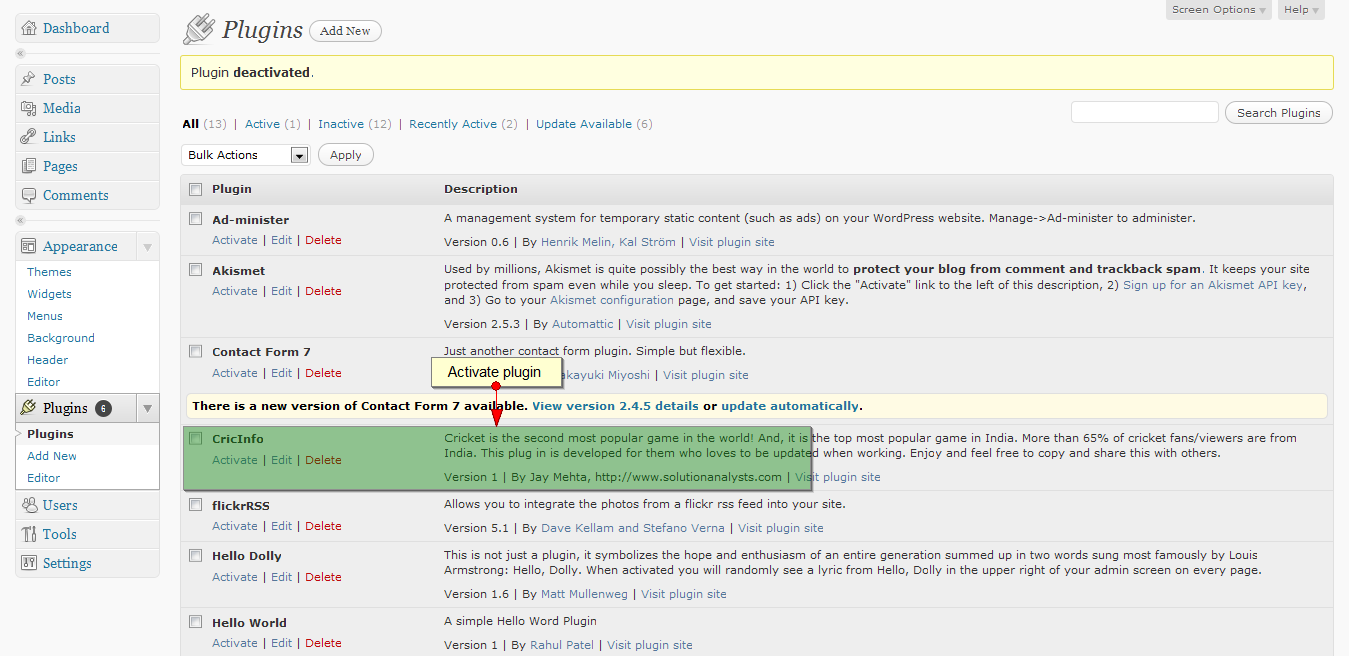 Screen Options
Help
Dashboard
Posts
Media
Links
Pages
Comments
Appearance
Themes
Widgets
Menus
Background
Header
Editor
Plugins 6
Plugins
Add New
Editor
Users
Tools
Settings
Plugins Add New
Plugin deactivated.
All (13) | Active (1) | Inactive (12) | Recently Active (2) | Update Available (6)
Search Plugins
Bulk Actions Apply
Plugin Description
Ad-minister
Activate | Edit | Delete
A management system for temporary static content (such as ads) on your WordPress website. Manage->Ad-minister to administer.
Version 0.6 | By Henrik Melin, Kal Ström | Visit plugin site
Akismet
Activate | Edit | Delete
Used by millions, Akismet is quite possibly the best way in the world to protect your blog from comment and trackback spam. It keeps your site
protected from spam even while you sleep. To get started: 1) Click the "Activate" link to the left of this description, 2) Sign up for an Akismet API key,
and 3) Go to your Akismet configuration page, and save your API key.
Version 2.5.3 | By Automattic | Visit plugin site
Contact Form 7
Activate | Edit | Delete
Just another contact form plugin. Simple but flexible.
Activate plugin
akayuki Miyoshi | Visit plugin site
There is a new version of Contact Form 7 available. View version 2.4.5 details or update automatically.
CricInfo
Activate | Edit | Delete
Cricket is the second most popular game in the world! And, it is the top most popular game in India. More than 65% of cricket fans/viewers are from
India. This plug in is developed for them who loves to be updated when working. Enjoy and feel free to copy and share this with others.
Version 1 | By Jay Mehta, http://www.solutionanalysts.com | Visit plugin site
flickrRSS
Activate | Edit | Delete
Allows you to integrate the photos from a flickr rss feed into your site.
Version 5.1 | By Dave Kellam and Stefano Verna | Visit plugin site
Hello Dolly
Activate | Edit | Delete
This is not just a plugin, it symbolizes the hope and enthusiasm of an entire generation summed up in two words sung most famously by Louis
Armstrong: Hello, Dolly. When activated you will randomly see a lyric from Hello, Dolly in the upper right of your admin screen on every page.
Version 1.6 | By Matt Mullenweg | Visit plugin site
Hello World
Activate | Edit | Delete
A simple Hello Word Plugin
Version 1 | By Rahul Patel | Visit plugin site